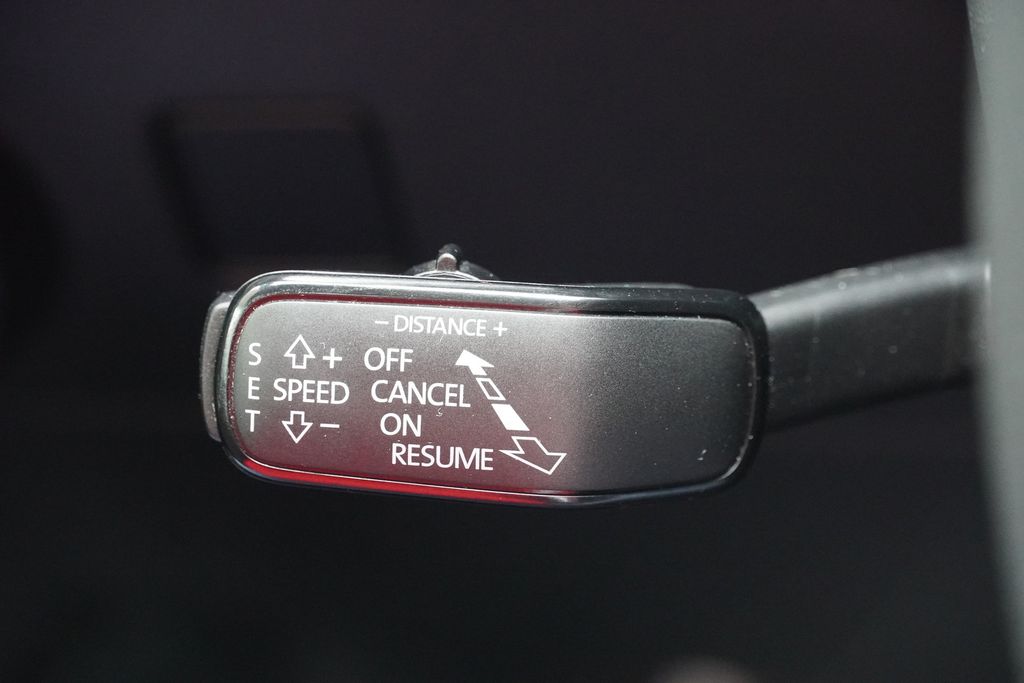 - DISTANCE +
S + OFF
E SPEED CANCEL
T - ON
RESUME